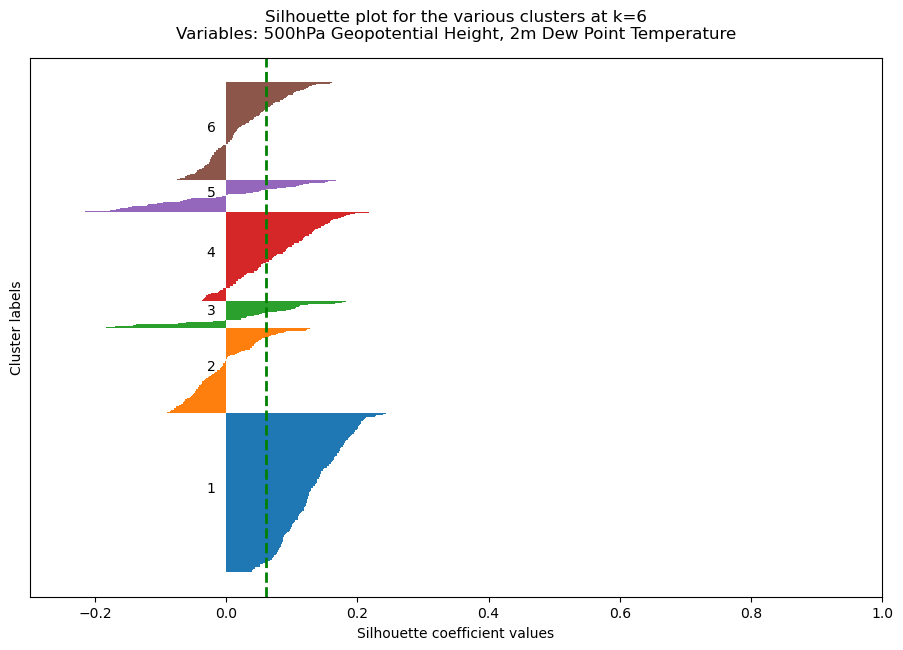 Silhouette plot for the various clusters at k=6
Variables: 500hPa Geopotential Height, 2m Dew Point Temperature
6
5
4
3
2
1
Cluster labels
−0.2 0.0 0.2 0.4 0.6 0.8 1.0
Silhouette coefficient values